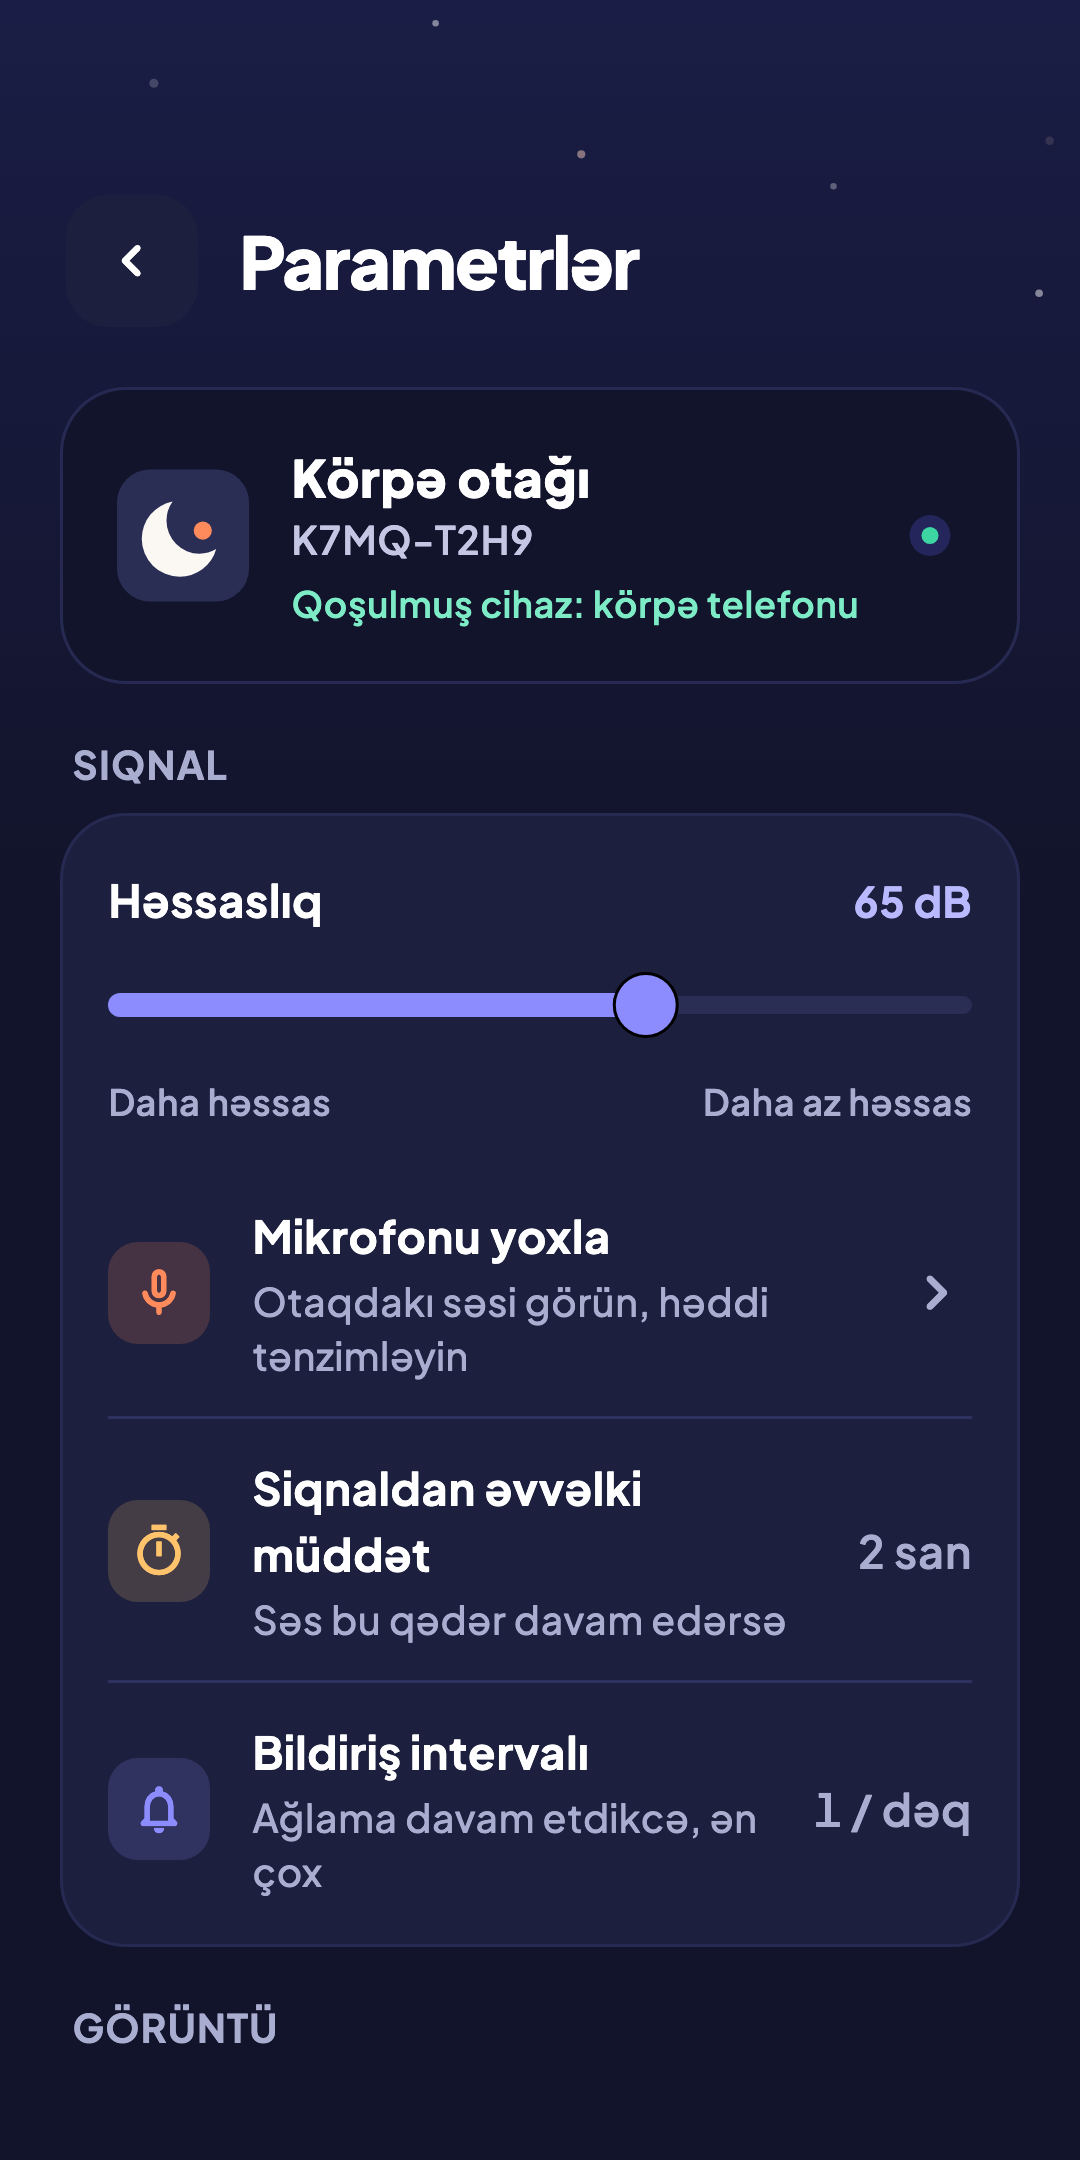 Parametrlər
Körpə otağı
K7MQ-T2H9
Qoşulmuş cihaz: körpə telefonu
SIQNAL
Həssaslıq
65 dB
Daha həssas
Daha az həssas
Mikrofonu yoxla
Otaqdakı səsi görün, həddi
tənzimləyin
Siqnaldan əvvəlki
müddət
2 san
Səs bu qədər davam edərsə
Bildiriş intervalı
Ağlama davam etdikcə, ən
çox
1 / dəq
GÖRÜNTÜ